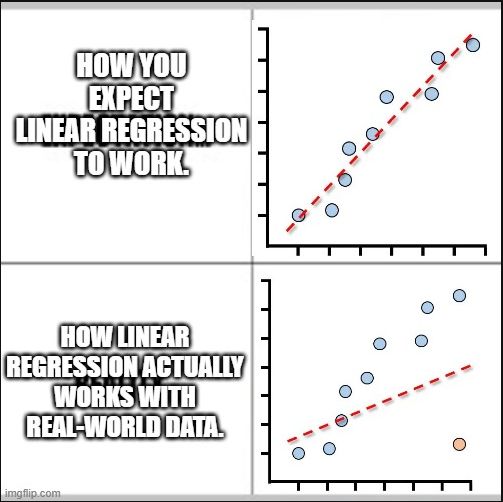 HOW YOU
EXPECT
LINEAR REGRESSION
TO WORK.
HOW LINEAR
REGRESSION ACTUALLY
WORKS WITH
REAL-WORLD DATA.
imgflip.com